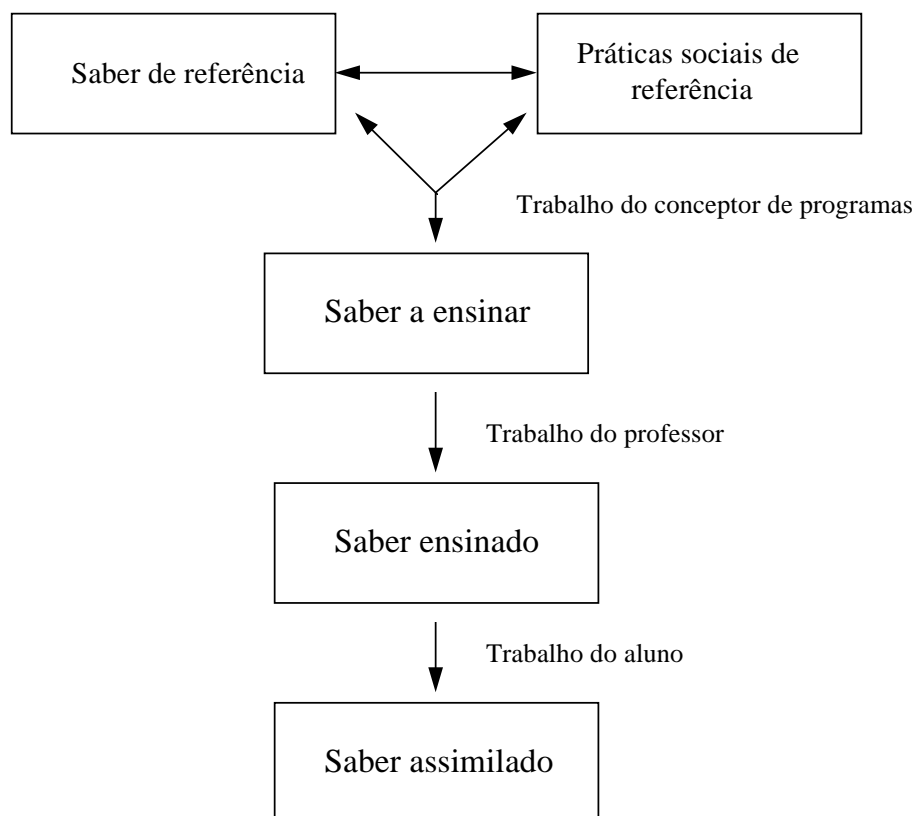 Saber de referência
Práticas sociais de
referência
Trabalho do conceptor de programas
Saber a ensinar
Trabalho do professor
Saber ensinado
Trabalho do aluno
Saber assimilado